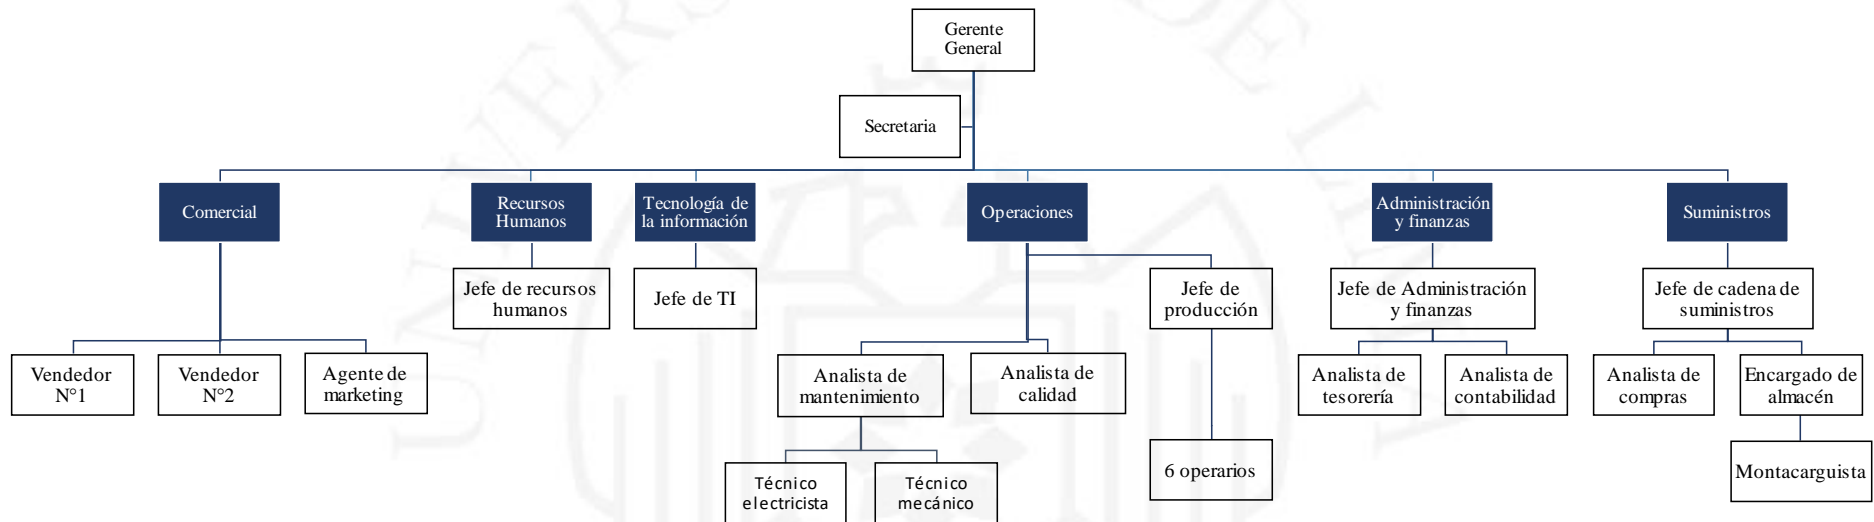 Gerente
General
Secretaria
Comercial
Recursos
Humanos
Tecnología de
la información
Operaciones
Administración
y finanzas
Suministros
Jefe de recursos
humanos
Jefe de TI
Jefe de
producción
Jefe de Administración
y finanzas
Jefe de cadena de
suministros
Vendedor
N°1
Vendedor
N°2
Agente de
marketing
Analista de
mantenimiento
Analista de
calidad
Analista de
tesorería
Analista de
contabilidad
Analista de
compras
Encargado de
almacén
Técnico
electricista
Técnico
mecánico
6 operarios
Montacarguista
UNIVERS
DE LIMA